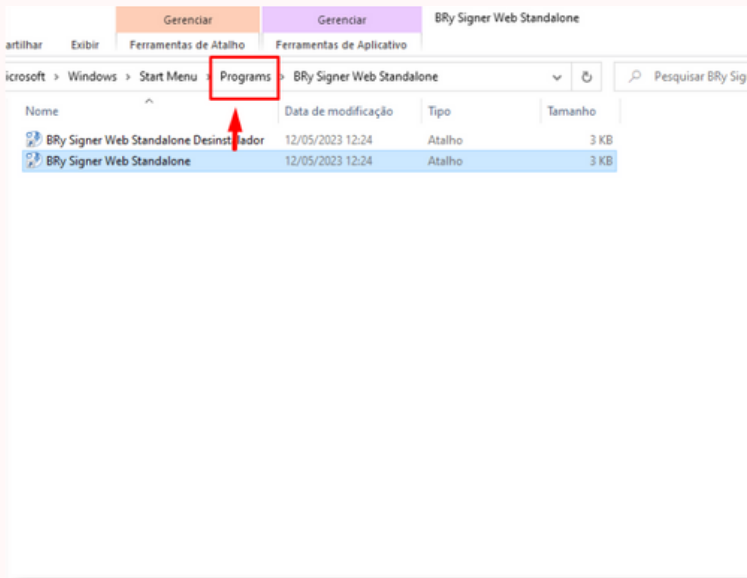 Gerenciar Gerenciar BRy Signer Web Standalone
artilhar Exibir Ferramentas de Atalho Ferramentas de Aplicativo
icrosoft > Windows > Start Menu > Programs > BRy Signer Web Standalone Pesquisar BRy Sig
Nome Data de modificação Tipo Tamanho
BRy Signer Web Standalone Desinstalador 12/05/2023 12:24 Atalho 3 KB
BRy Signer Web Standalone 12/05/2023 12:24 Atalho 3 KB